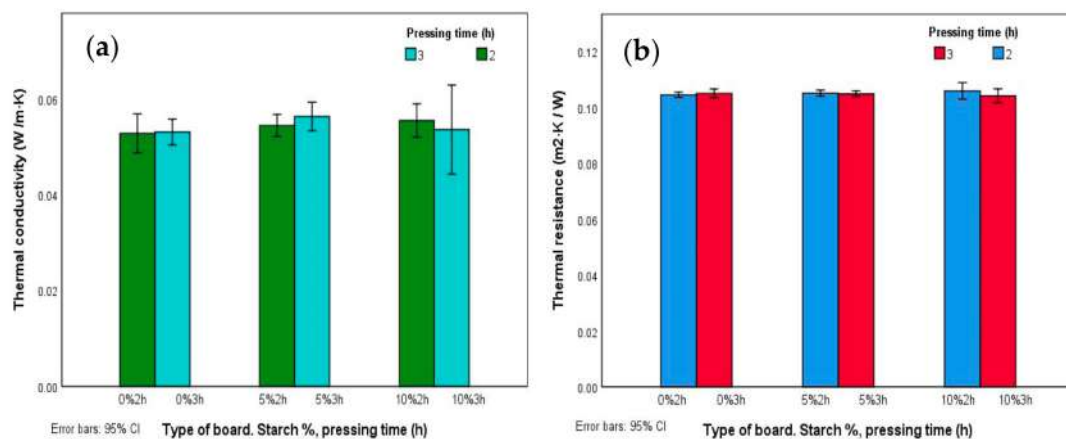 (a)
Pressing time (h)
3 2
Thermal conductivity (W /m·K)
0.06
0.04
0.02
0.00
0%2h 0%3h 5%2h 5%3h 10%2h 10%3h
Error bars: 95% CI
Type of board. Starch %, pressing time (h)
(b)
Pressing time (h)
3 2
Thermal resistance (m2·K / W)
0.12
0.10
0.08
0.06
0.04
0.02
0.00
0%2h 0%3h 5%2h 5%3h 10%2h 10%3h
Error bars: 95% CI
Type of board. Starch %, pressing time (h)